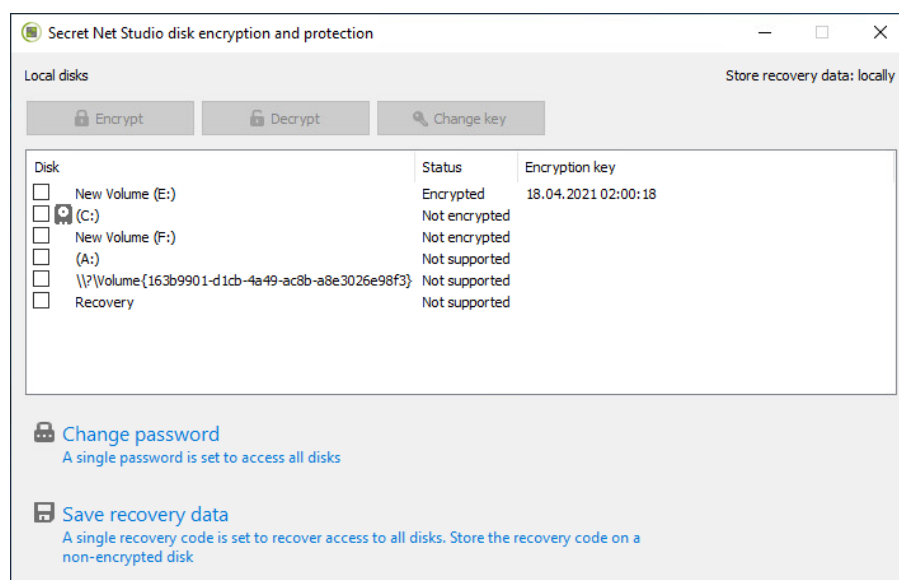 Secret Net Studio disk encryption and protection
Local disks Store recovery data: locally
Encrypt Decrypt Change key
Disk Status Encryption key
New Volume (E:) Encrypted 18.04.2021 02:00:18
(C:) Not encrypted
New Volume (F:) Not encrypted
(A:) Not supported
\\?\Volume{163b9901-d1cb-4a49-ac8b-a8e3026e98f3} Not supported
Recovery Not supported
Change password
A single password is set to access all disks
Save recovery data
A single recovery code is set to recover access to all disks. Store the recovery code on a
non-encrypted disk